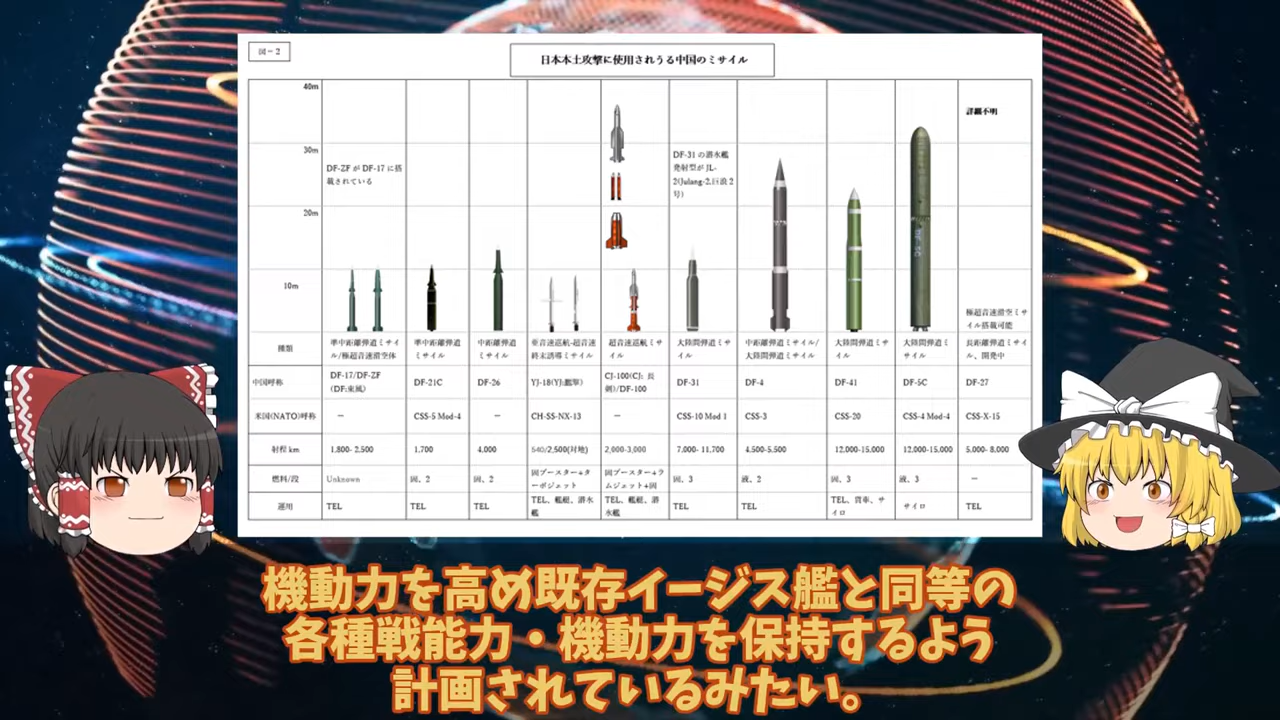 図－2
日本本土攻撃に使用されうる中国のミサイル
40m
30m
20m
10m
DF-ZF が DF-17 に搭
載されている
DF-31 の潜水艦
発射型が JL-
2(Julang-2,巨浪 2
号)
詳細不明
極超音速滑空ミサ
イル搭載可能
種類
準中距離弾道ミサイ
ル/極超音速滑空体
準中距離弾道
ミサイル
中距離弾道
ミサイル
亜音速巡航-超音速
終末誘導ミサイル
超音速巡航ミサ
イル
大陸間弾道ミサ
イル
中距離弾道ミサイル/
大陸間弾道ミサイル
大陸間弾道ミサ
イル
大陸間弾道ミ
サイル
長距離弾道ミサイ
ル、開発中
中国呼称
DF-17/DF-ZF
(DF:東風)
DF-21C
DF-26
YJ-18(YJ:鷹撃)
CJ-100(CJ: 長
剣)/DF-100
DF-31
DF-4
DF-41
DF-5C
DF-27
米国(NATO)呼称
－
CSS-5 Mod-4
－
CH-SS-NX-13
－
CSS-10 Mod 1
CSS-3
CSS-20
CSS-4 Mod-4
CSS-X-15
射程 km
1,800- 2,500
1,700
4,000
540/2,500(対地)
2,000-3,000
7,000- 11,700
4,500-5,500
12,000-15,000
12,000-15,000
5,000- 8,000
燃料/段
Unknown
固、2
固、2
固ブースター+タ
ーボジェット
固ブースター+ラ
ムジェット+固
固、3
液、2
固、3
液、3
－
運用
TEL
TEL
TEL
TEL、艦艇、潜水
艦
TEL、艦艇、潜
水艦
TEL
TEL
TEL、貨車、サ
イロ
サイロ
TEL
機動力を高め既存イージス艦と同等の
各種戦能力・機動力を保持するよう
計画されているみたい。